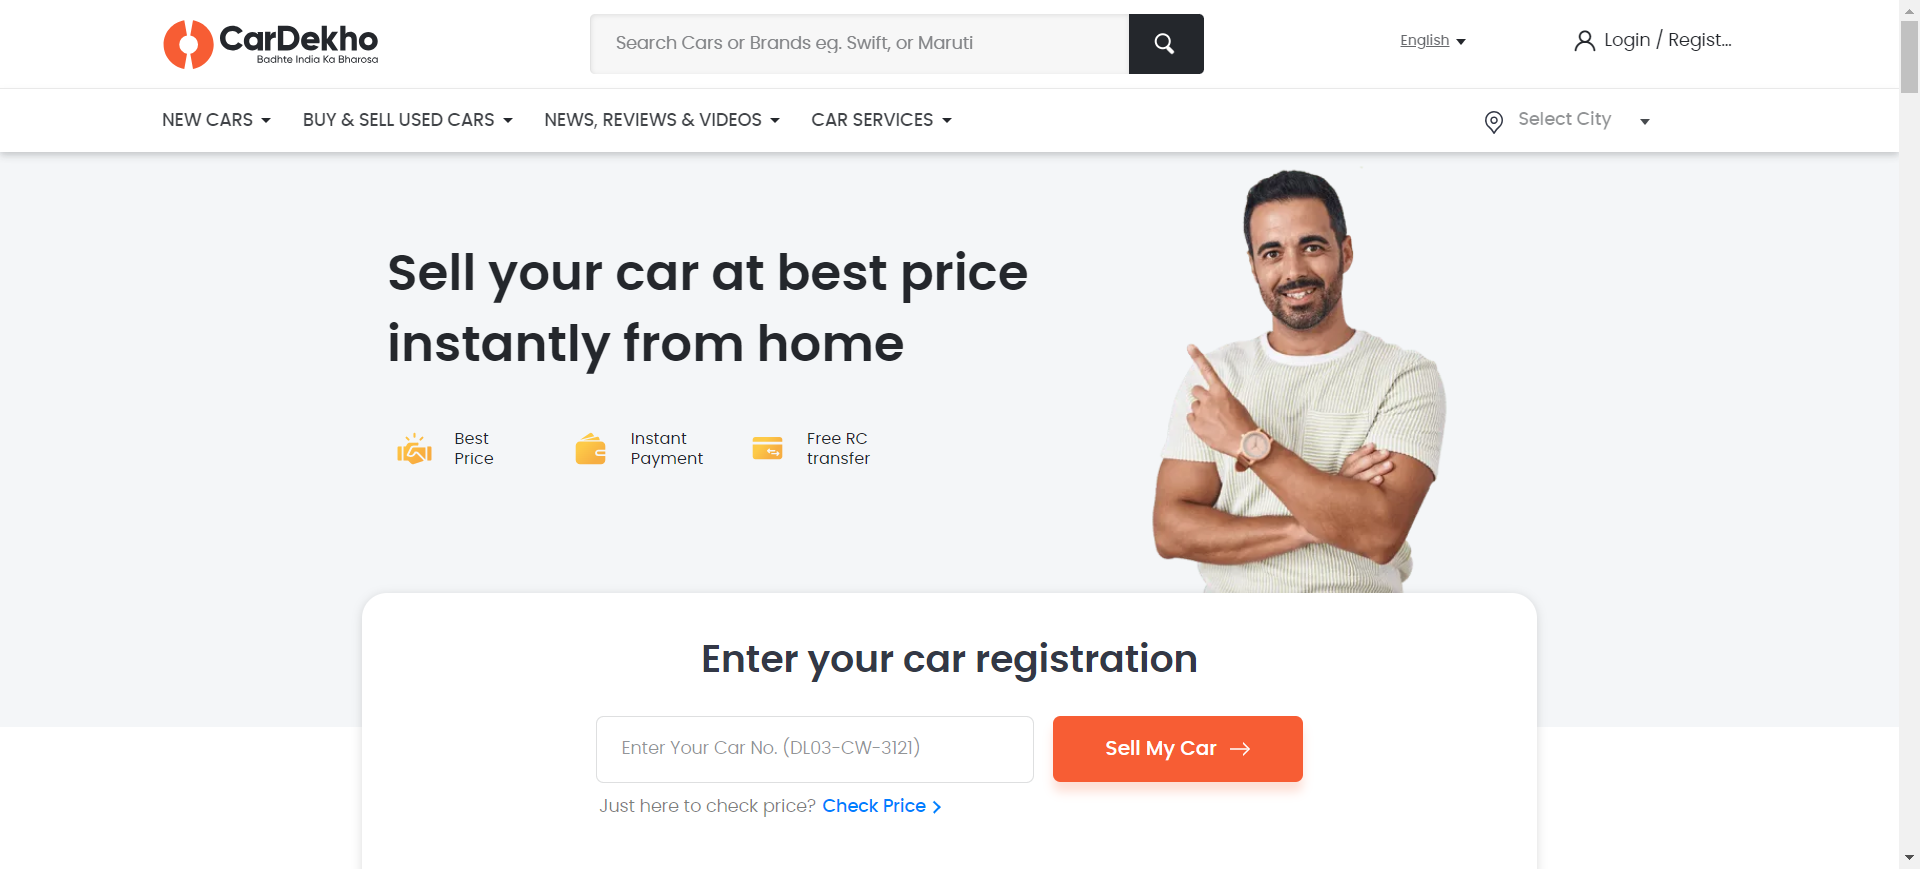 CarDekho
Badhte India Ka Bharosa
Search Cars or Brands eg. Swift, or Maruti
English
Login / Regist...
NEW CARS
BUY & SELL USED CARS
NEWS, REVIEWS & VIDEOS
CAR SERVICES
Select City
Sell your car at best price
instantly from home
Best
Price
Instant
Payment
Free RC
transfer
Enter your car registration
Enter Your Car No. (DL03-CW-3121)
Sell My Car
Just here to check price? Check Price